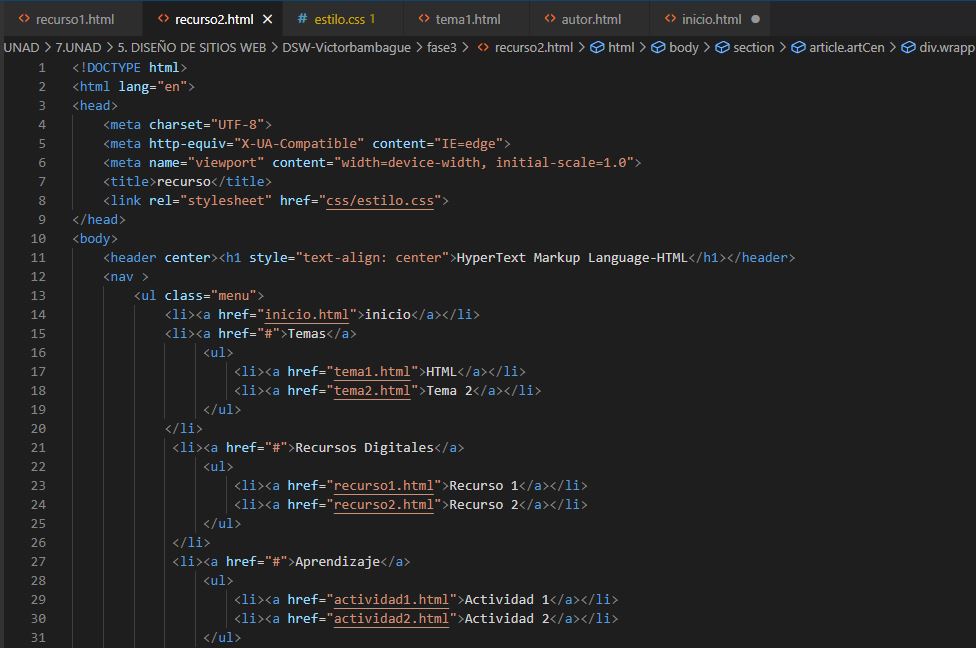 recurso1.html recurso2.html × # estilo.css 1 tema1.html autor.html inicio.html ●
UNAD > 7.UNAD > 5. DISEÑO DE SITIOS WEB > DSW-Victorbambague > fase3 > recurso2.html > html > body > section > article.artCen > div.wrapp
1 <!DOCTYPE html>
2 <html lang="en">
3 <head>
4 <meta charset="UTF-8">
5 <meta http-equiv="X-UA-Compatible" content="IE=edge">
6 <meta name="viewport" content="width=device-width, initial-scale=1.0">
7 <title>recurso</title>
8 <link rel="stylesheet" href="css/estilo.css">
9 </head>
10 <body>
11 <header center><h1 style="text-align: center">HyperText Markup Language-HTML</h1></header>
12 <nav >
13 <ul class="menu">
14 <li><a href="inicio.html">inicio</a></li>
15 <li><a href="#">Temas</a>
16 <ul>
17 <li><a href="tema1.html">HTML</a></li>
18 <li><a href="tema2.html">Tema 2</a></li>
19 </ul>
20 </li>
21 <li><a href="#">Recursos Digitales</a>
22 <ul>
23 <li><a href="recurso1.html">Recurso 1</a></li>
24 <li><a href="recurso2.html">Recurso 2</a></li>
25 </ul>
26 </li>
27 <li><a href="#">Aprendizaje</a>
28 <ul>
29 <li><a href="actividad1.html">Actividad 1</a></li>
30 <li><a href="actividad2.html">Actividad 2</a></li>
31 </ul>